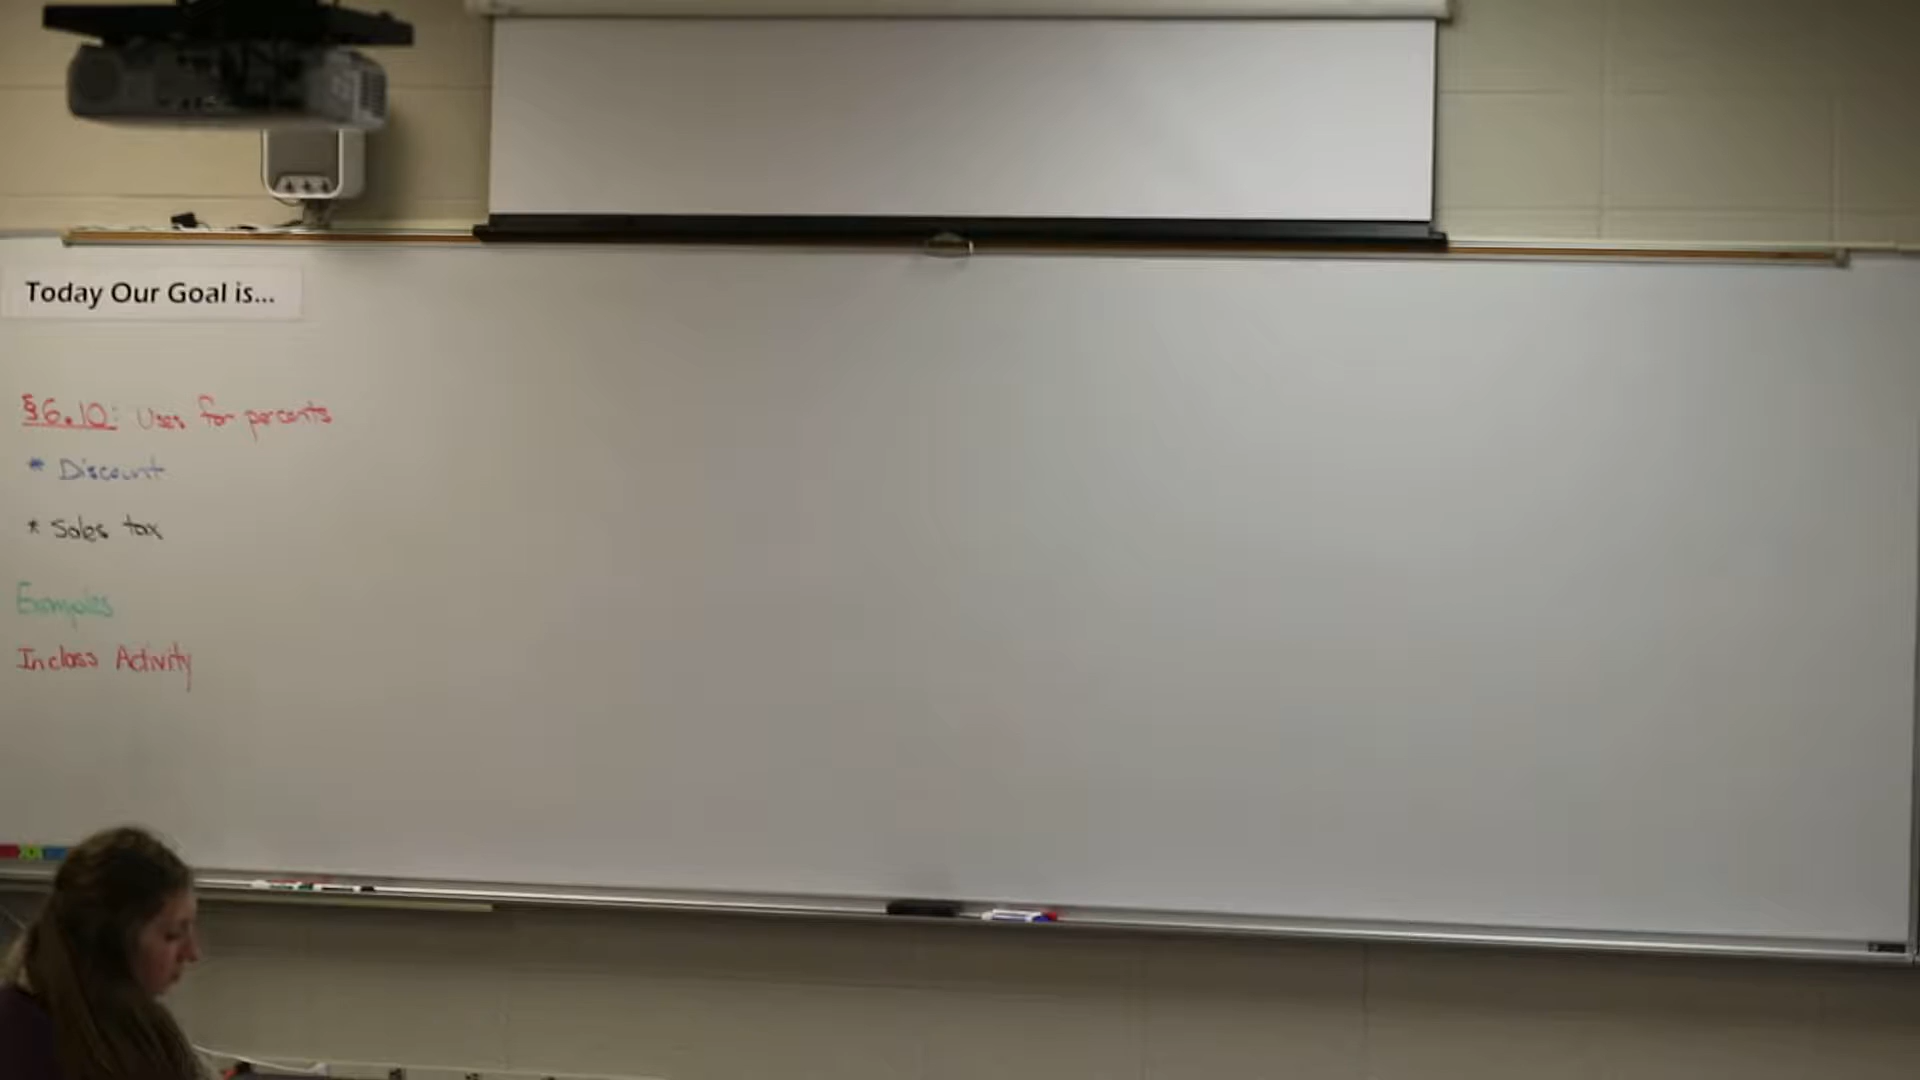 Today Our Goal is...
§6.10: Uses for percents
* Discount
* Sales tax
Examples
Inclass Activity